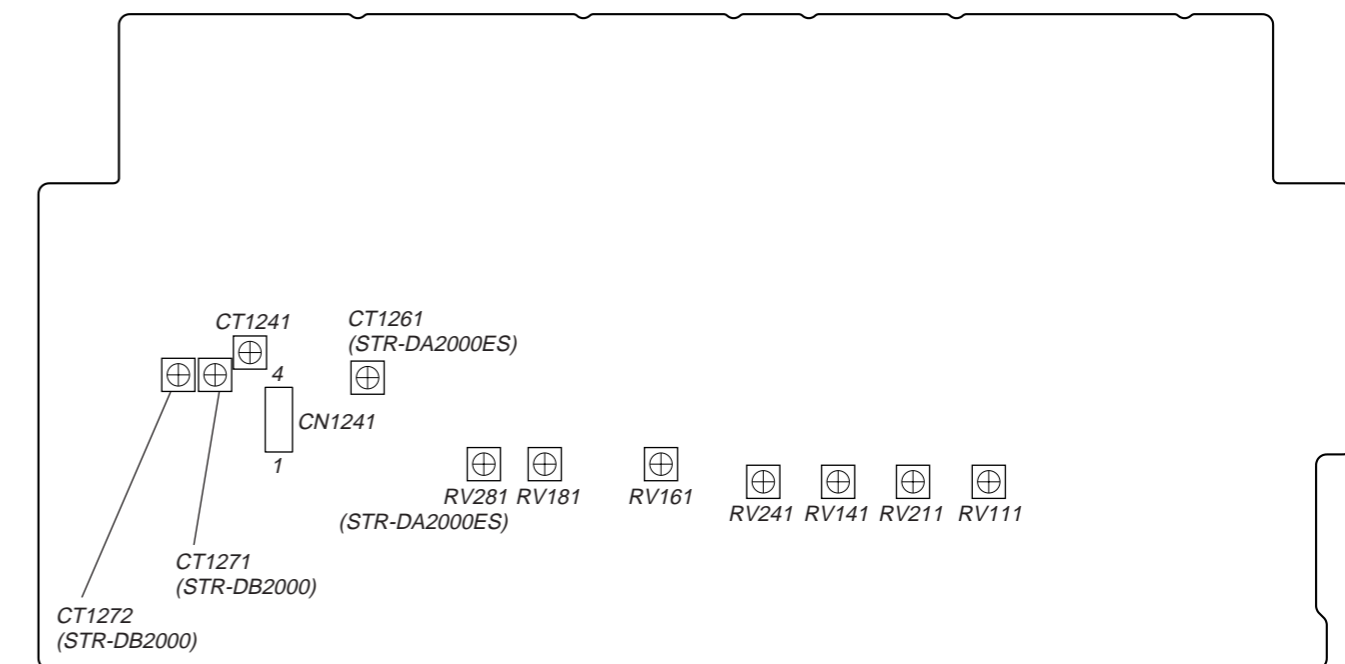 CT1241
CT1261
(STR-DA2000ES)
4
CN1241
1
RV281 RV181 RV161
(STR-DA2000ES)
RV241 RV141 RV211 RV111
CT1271
(STR-DB2000)
CT1272
(STR-DB2000)